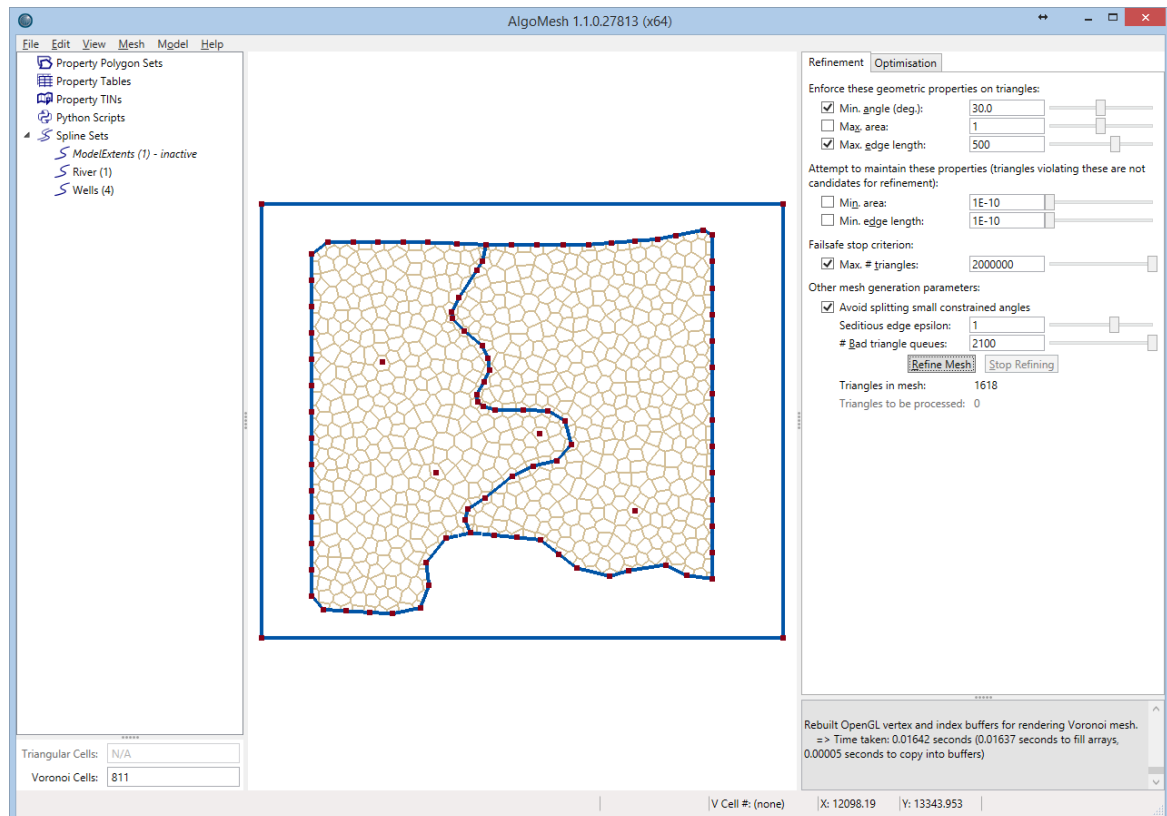 AlgoMesh 1.1.0.27813 (x64)
File Edit View Mesh Model Help
Property Polygon Sets
Property Tables
Property TINs
Python Scripts
Spline Sets
ModelExtents (1) - inactive
River (1)
Wells (4)
Triangular Cells: N/A
Voronoi Cells: 811
Refinement Optimisation
Enforce these geometric properties on triangles:
Min. angle (deg.): 30.0
Max. area: 1
Max. edge length: 500
Attempt to maintain these properties (triangles violating these are not
candidates for refinement):
Min. area: 1E-10
Min. edge length: 1E-10
Failsafe stop criterion:
Max. # triangles: 2000000
Other mesh generation parameters:
Avoid splitting small constrained angles
Seditious edge epsilon: 1
# Bad triangle queues: 2100
Refine Mesh Stop Refining
Triangles in mesh: 1618
Triangles to be processed: 0
Rebuilt OpenGL vertex and index buffers for rendering Voronoi mesh.
=> Time taken: 0.01642 seconds (0.01637 seconds to fill arrays,
0.00005 seconds to copy into buffers)
V Cell #: (none) X: 12098.19 Y: 13343.953